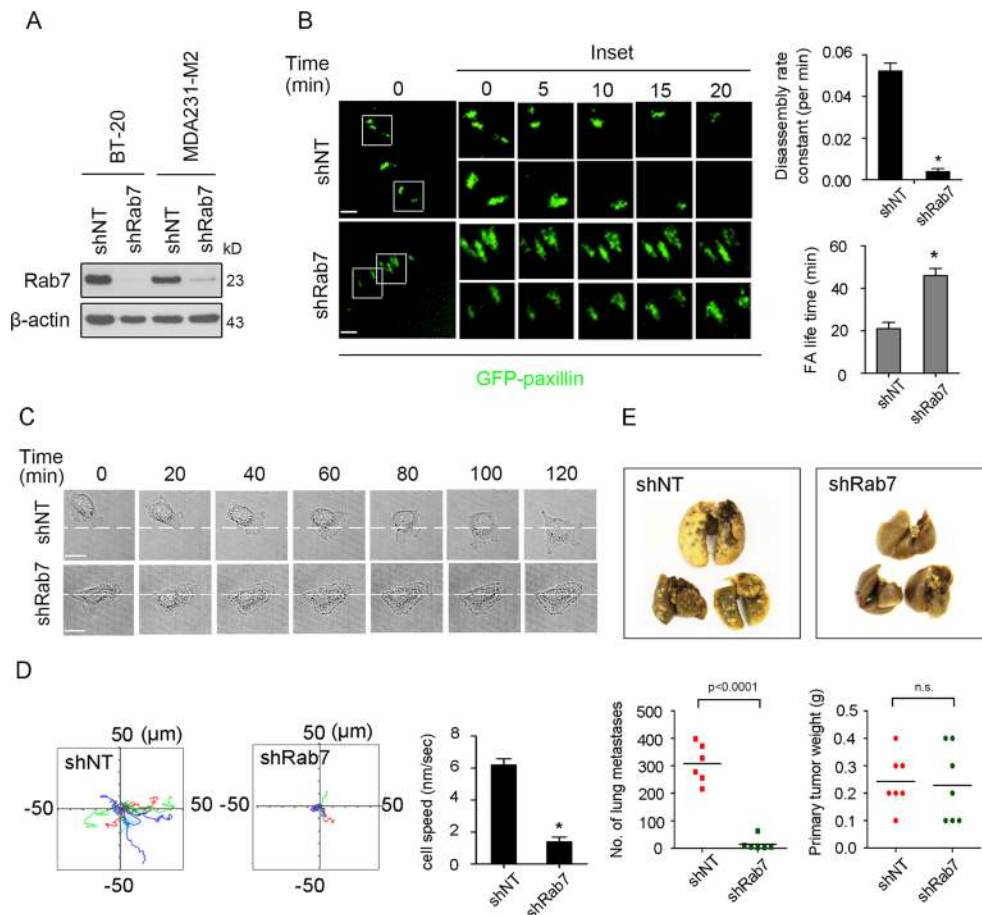 A
BT-20
MDA231-M2
shNT
shRab7
shNT
shRab7
kD
Rab7
23
β-actin
43
B
Inset
Time
(min)
0
0
5
10
15
20
shNT
shRab7
GFP-paxillin
Disassembly rate
constant (per min)
0.06
0.04
0.02
0.00
*
shNT
shRab7
FA life time (min)
60
40
20
0
*
shNT
shRab7
C
Time
(min)
0
20
40
60
80
100
120
shNT
shRab7
D
50 (μm)
shNT
-50
50
-50
50 (μm)
shRab7
-50
50
-50
cell speed (nm/sec)
8
6
4
2
0
*
shNT
shRab7
E
shNT
shRab7
p<0.0001
No. of lung metastases
500
400
300
200
100
0
shNT
shRab7
n.s.
Primary tumor weight (g)
0.5
0.4
0.3
0.2
0.1
0.0
shNT
shRab7